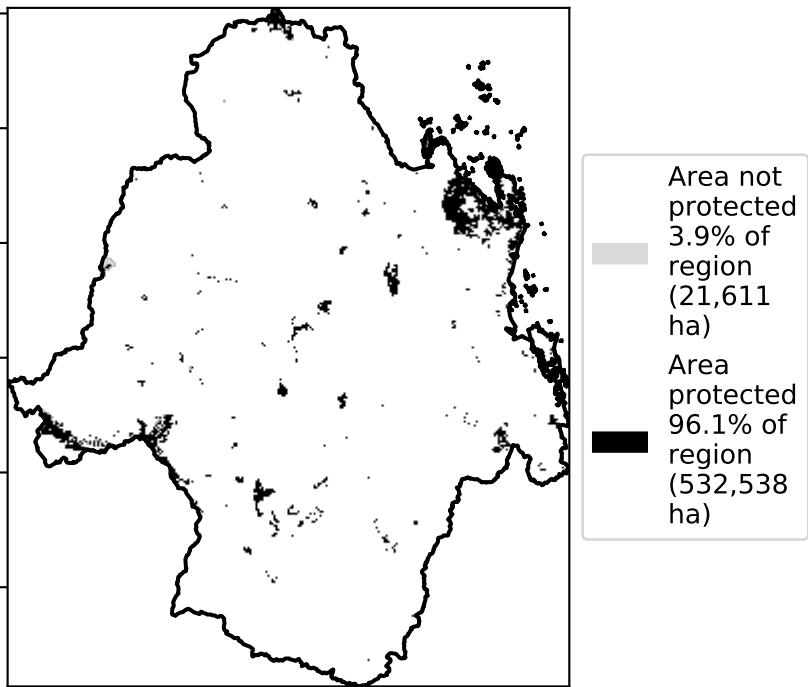 Area not
protected
3.9% of
region
(21,611
ha)
Area
protected
96.1% of
region
(532,538
ha)